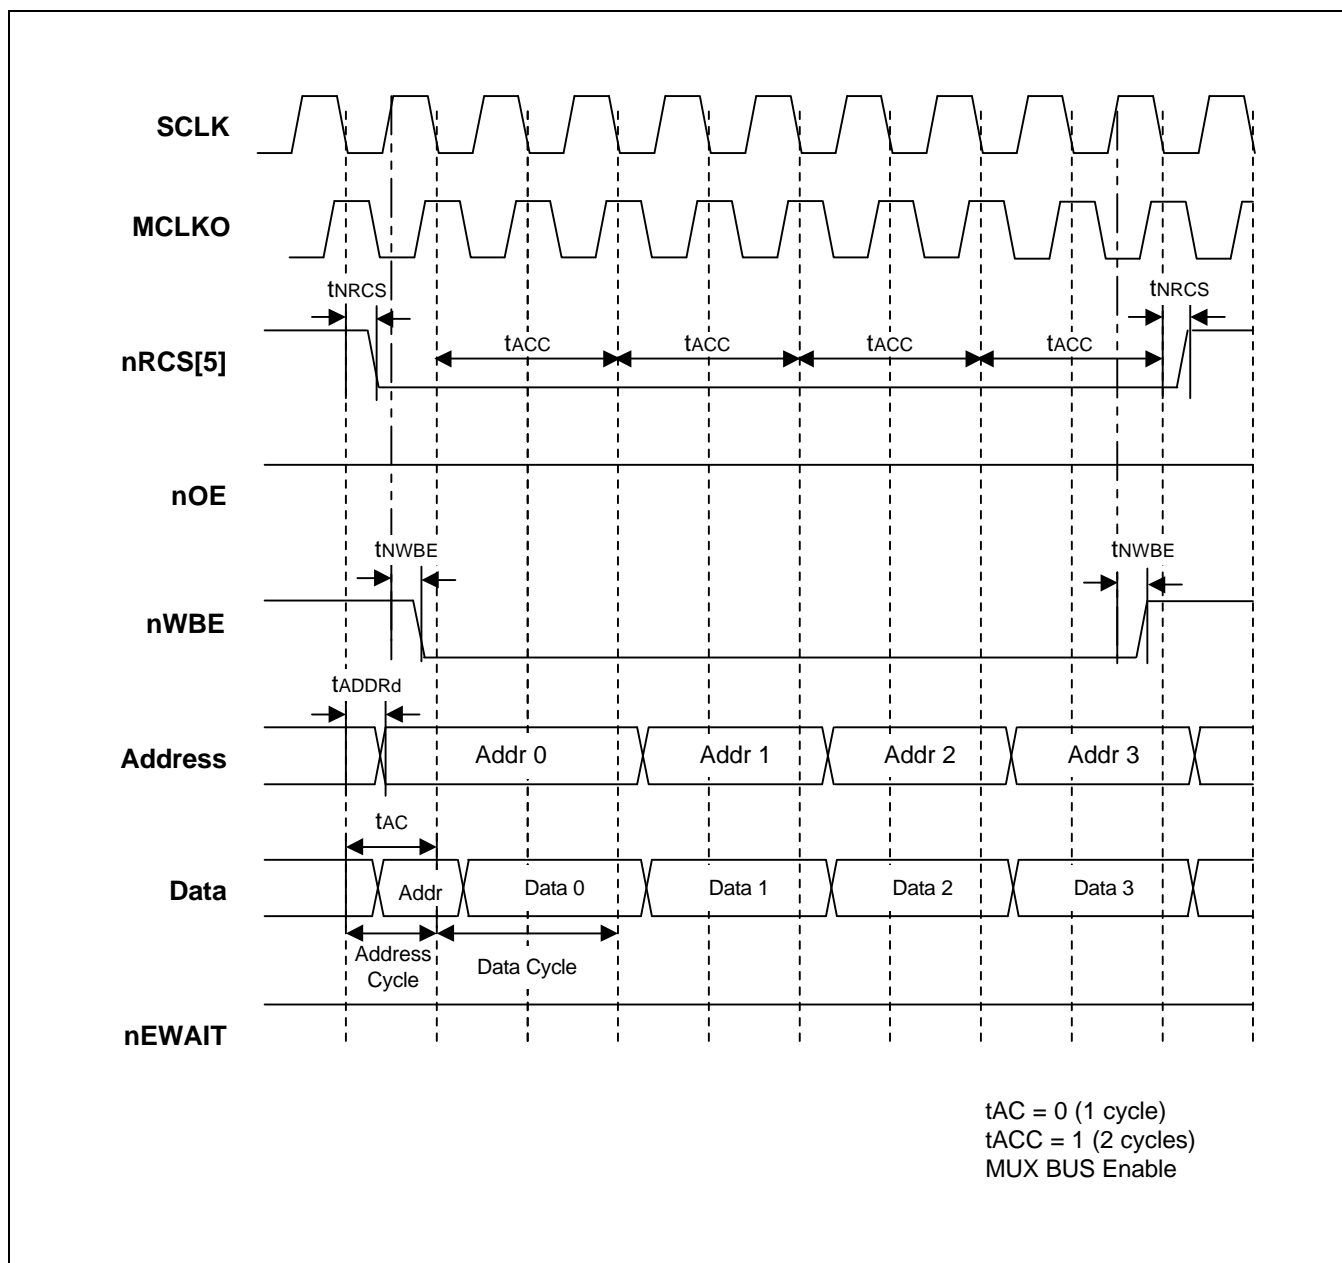 SCLK
MCLKO
tNRCS
tNRCS
nRCS[5]
tACC
tACC
tACC
tACC
nOE
tNWBE
tNWBE
nWBE
tADDRd
Address
Addr 0
Addr 1
Addr 2
Addr 3
tAC
Data
Addr
Data 0
Data 1
Data 2
Data 3
Address
Cycle
Data Cycle
nEWAIT
tAC = 0 (1 cycle)
tACC = 1 (2 cycles)
MUX BUS Enable